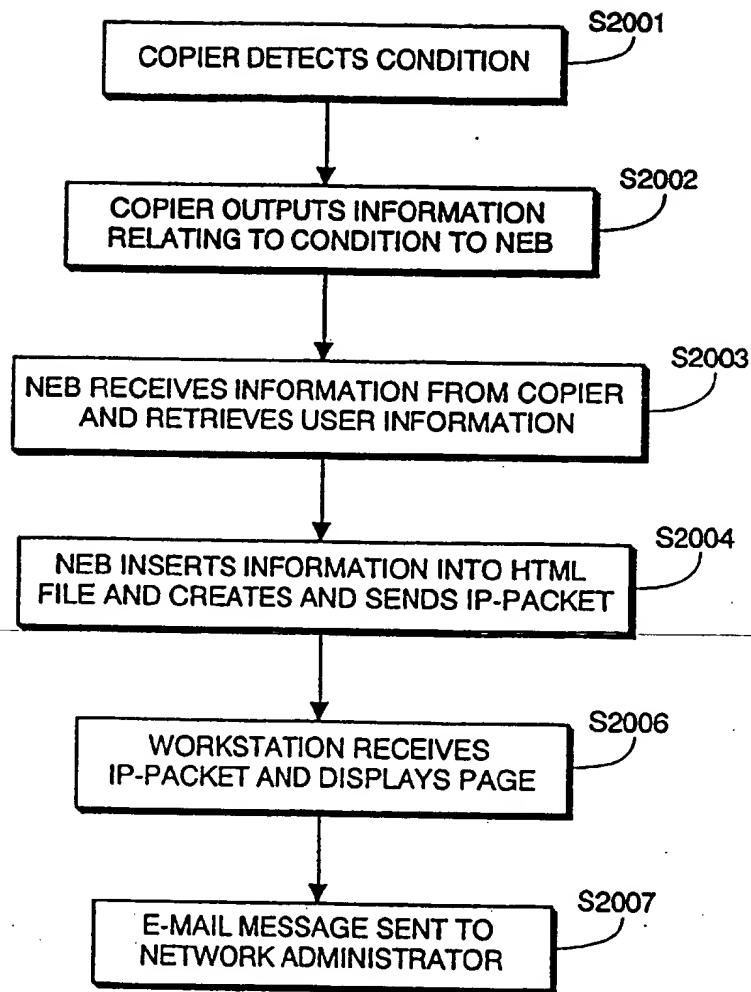 S2001
COPIER DETECTS CONDITION
S2002
COPIER OUTPUTS INFORMATION
RELATING TO CONDITION TO NEB
S2003
NEB RECEIVES INFORMATION FROM COPIER
AND RETRIEVES USER INFORMATION
S2004
NEB INSERTS INFORMATION INTO HTML
FILE AND CREATES AND SENDS IP-PACKET
S2006
WORKSTATION RECEIVES
IP-PACKET AND DISPLAYS PAGE
S2007
E-MAIL MESSAGE SENT TO
NETWORK ADMINISTRATOR